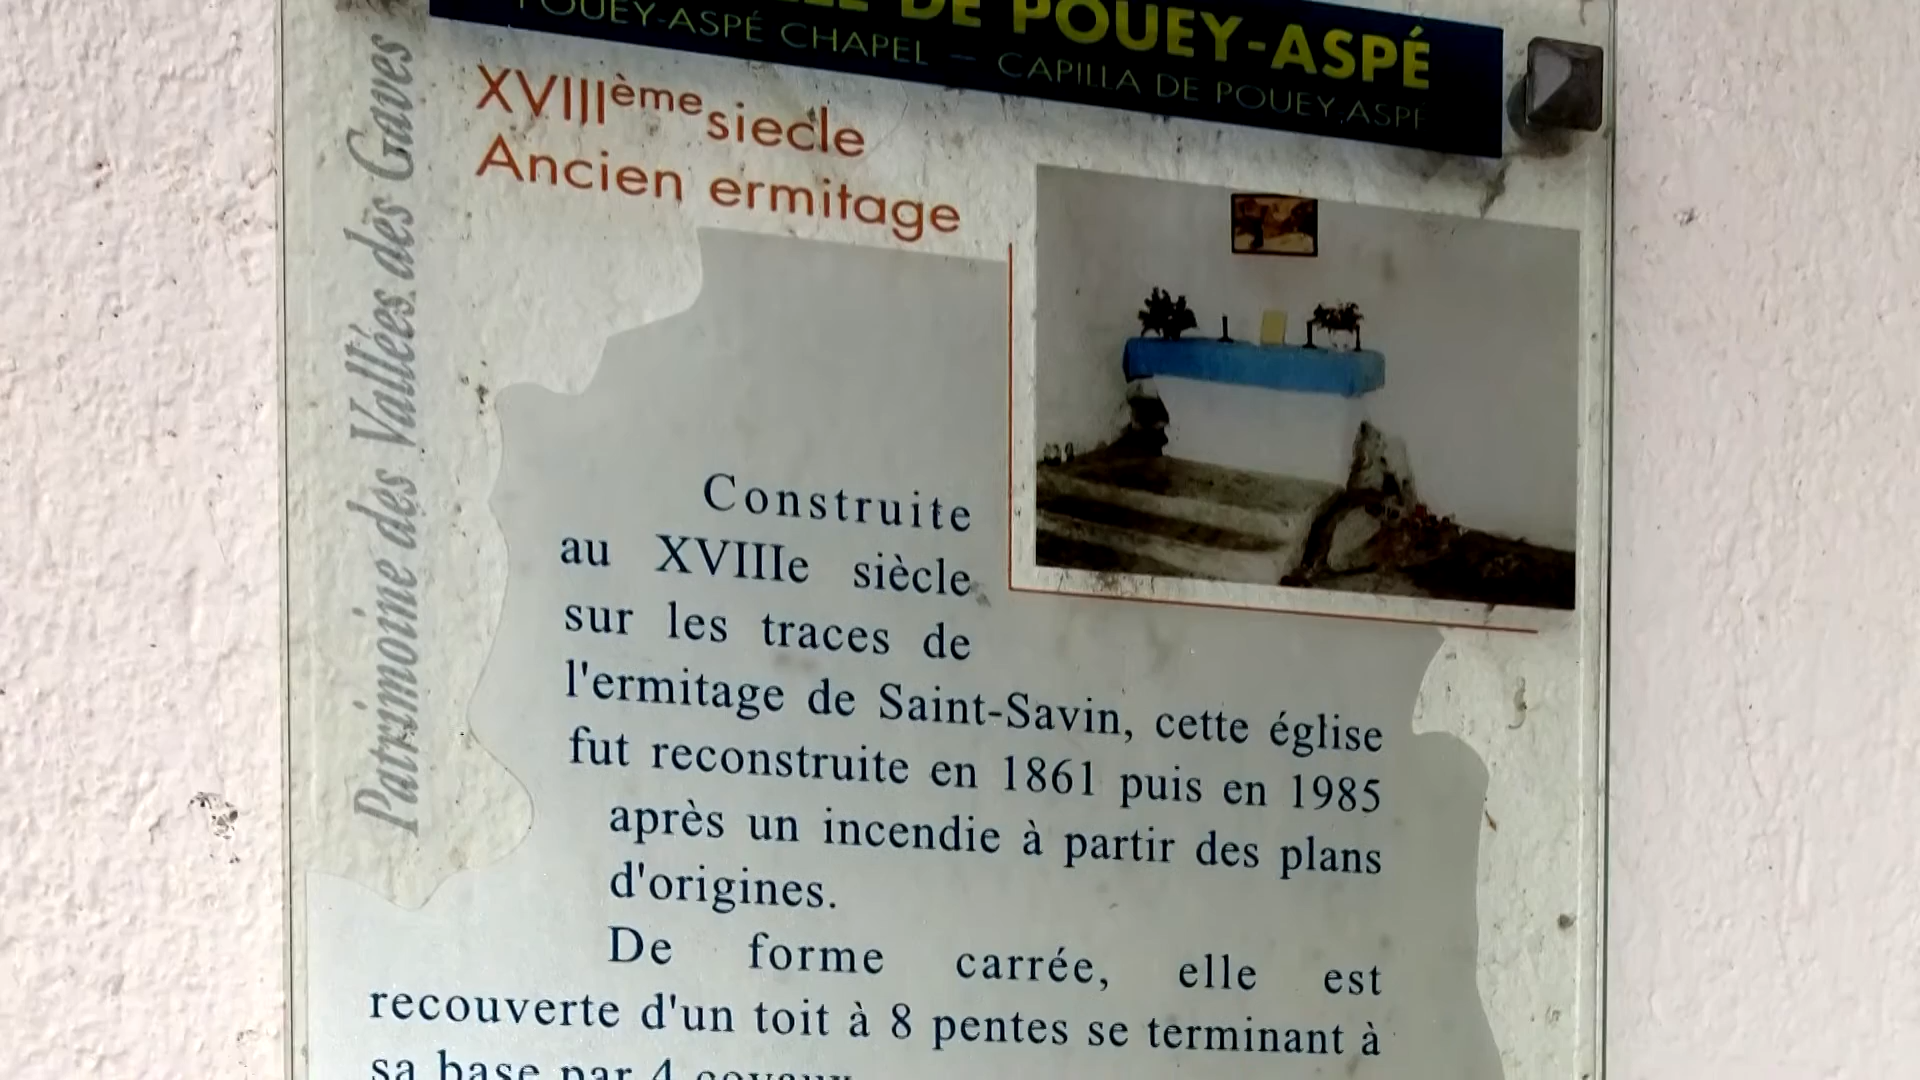 DE POUEY-ASPÉ
POUEY-ASPÉ CHAPEL – CAPILLA DE POUEY.ASPÉ
XVIIIème siecle
Ancien ermitage
Patrimoine des Vallées des Gaves
Construite
au XVIIIe siècle
sur les traces de
l'ermitage de Saint-Savin, cette église
fut reconstruite en 1861 puis en 1985
après un incendie à partir des plans
d'origines.
De forme carrée, elle est
recouverte d'un toit à 8 pentes se terminant à
sa base par 4 coyaux